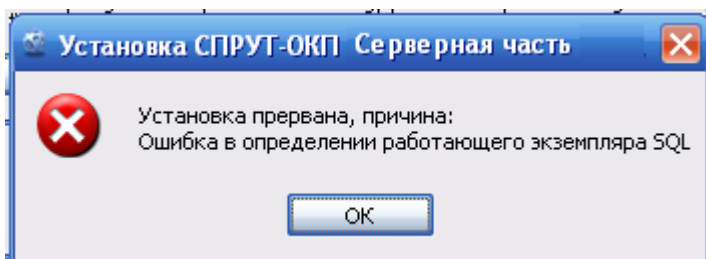 Установка СПРУТ-ОКП Серверная часть
Установка прервана, причина:
Ошибка в определении работающего экземпляра SQL
OK